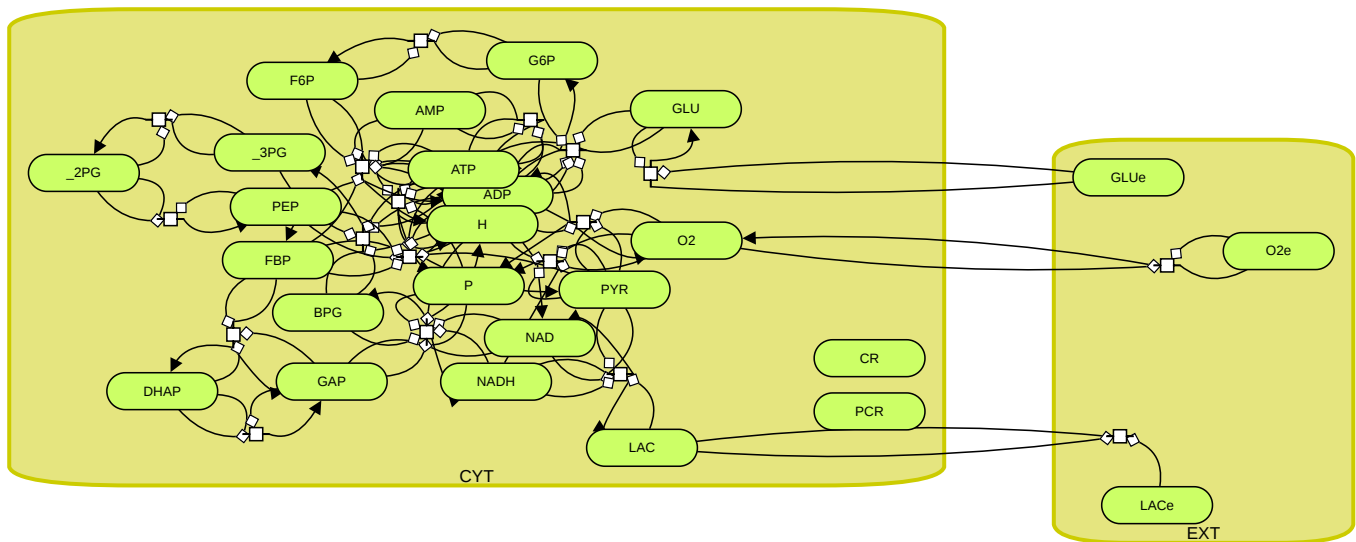 G6P
F6P
AMP
GLU
_3PG
ATP
_2PG
GLUe
ADP
PEP
H
O2
O2e
FBP
P
PYR
BPG
NAD
CR
GAP
NADH
DHAP
PCR
LAC
CYT
LACe
EXT